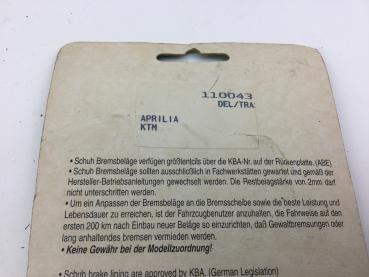 110043
DEL/TRA
APRILIA
KTM
• Schuh Bremsbeläge verfügen größtenteils über die KBA-Nr. auf der Rückenplatte. (ABE)
• Schuh Bremsbeläge sollten ausschließlich in Fachwerkstätten gewartet und gemäß der
Hersteller-Betriebsanleitungen gewechselt werden. Die Restbelagstärke von 2mm darf
nicht unterschritten werden.
• Um ein Anpassen der Bremsbeläge an die Bremsscheibe sowie die beste Leistung und
Lebensdauer zu erreichen, ist der Fahrzeugbenutzer anzuhalten, die Fahrweise auf den
ersten 200 km nach Einbau neuer Beläge so einzurichten, daß Gewaltbremsungen oder
lang anhaltendes bremsen vermieden werden.
• Keine Gewähr bei der Modellzuordnung!
• Schuh brake lining are approved by KBA. (German Legislation)